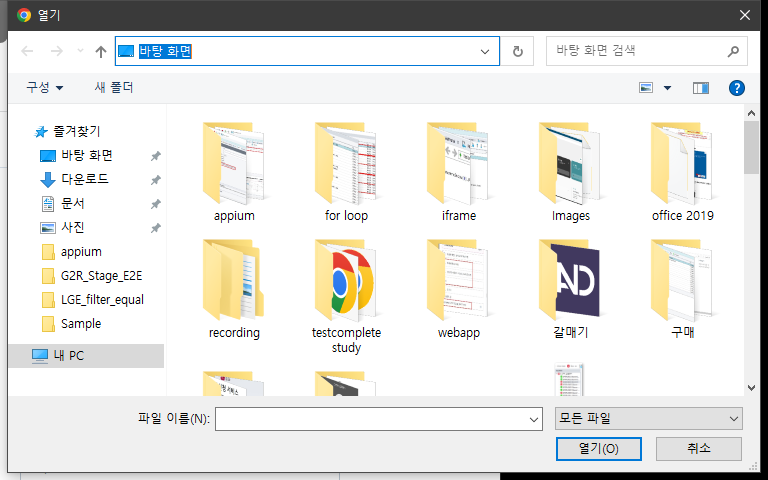 열기
바탕 화면
바탕 화면 검색
구성
새 폴더
즐겨찾기
바탕 화면
다운로드
문서
사진
appium
G2R_Stage_E2E
LGE_filter_equal
Sample
내 PC
appium
for loop
iframe
Images
office 2019
recording
testcomplete
study
webapp
갈매기
구매
파일 이름(N):
모든 파일
열기(O)
취소